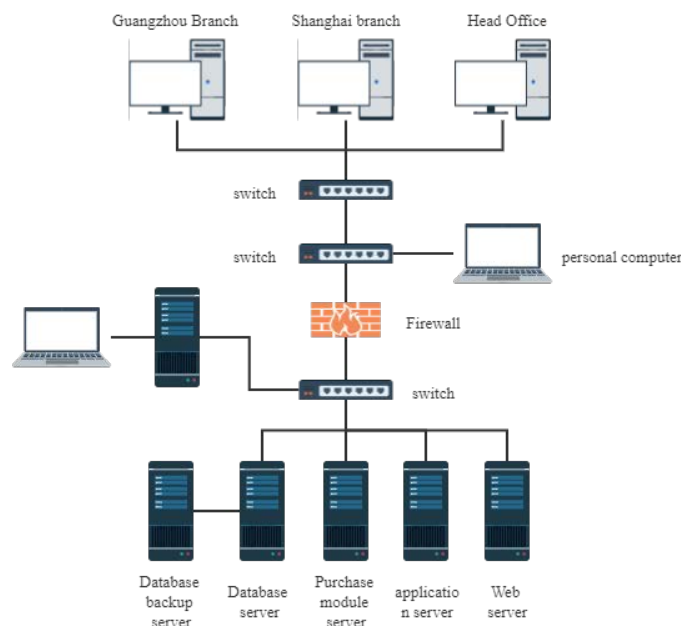 Guangzhou Branch
Shanghai branch
Head Office
switch
switch
personal computer
Firewall
switch
Database
backup
server
Database
server
Purchase
module
server
applicatio
n server
Web
server